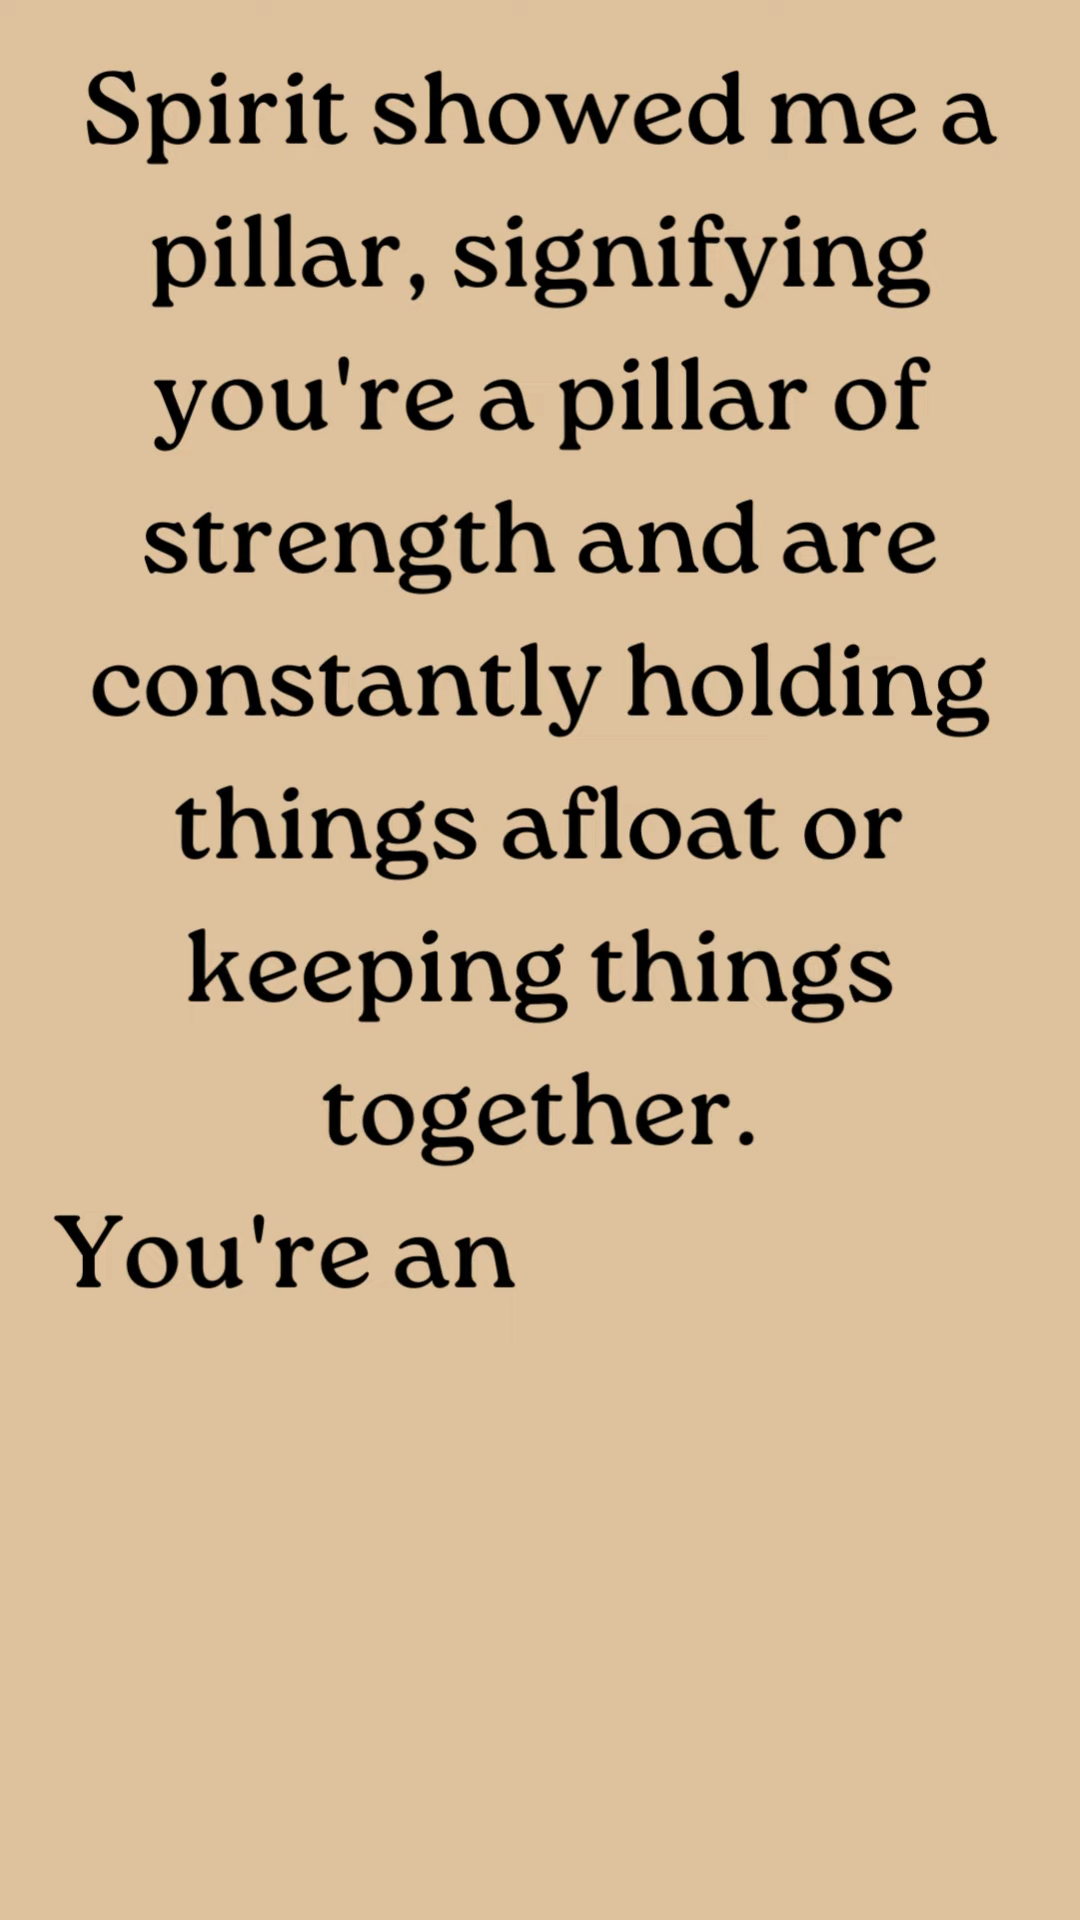 Spirit showed me a
pillar, signifying
you're a pillar of
strength and are
constantly holding
things afloat or
keeping things
together.
You're an